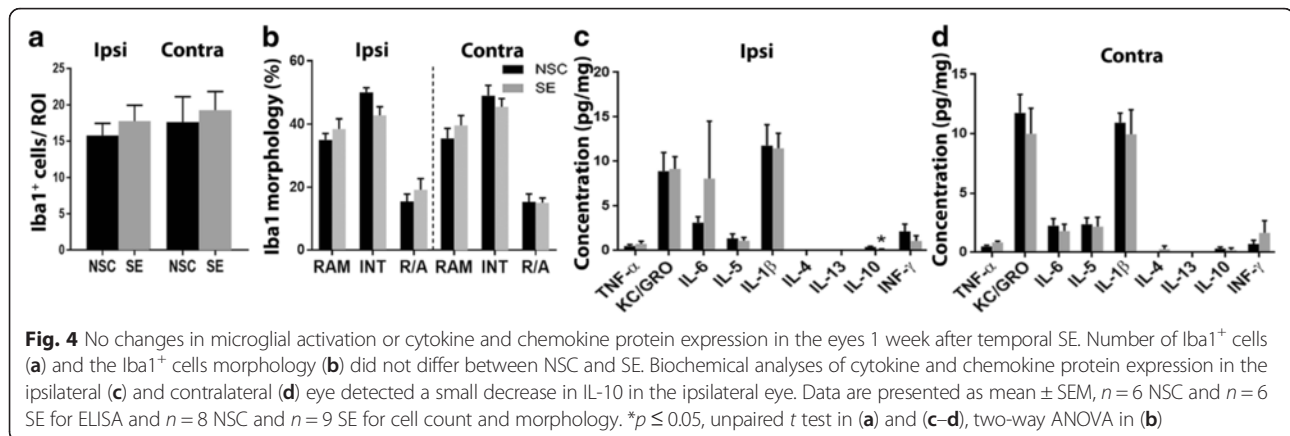 a
Ipsi Contra
Iba1+ cells/ ROI
25
20
15
10
5
0
NSC SE NSC SE
b
Ipsi Contra
NSC
SE
Iba1 morphology (%)
60
40
20
0
RAM INT R/A RAM INT R/A
c
Ipsi
Concentration (pg/mg)
20
15
10
5
0
*
TNF-α KC/GRO IL-6 IL-5 IL-1β IL-4 IL-13 IL-10 INF-γ
d
Contra
Concentration (pg/mg)
15
10
5
0
TNF-α KC/GRO IL-6 IL-5 IL-1β IL-4 IL-13 IL-10 INF-γ
Fig. 4 No changes in microglial activation or cytokine and chemokine protein expression in the eyes 1 week after temporal SE. Number of Iba1+ cells
(a) and the Iba1+ cells morphology (b) did not differ between NSC and SE. Biochemical analyses of cytokine and chemokine protein expression in the
ipsilateral (c) and contralateral (d) eye detected a small decrease in IL-10 in the ipsilateral eye. Data are presented as mean ± SEM, n = 6 NSC and n = 6
SE for ELISA and n = 8 NSC and n = 9 SE for cell count and morphology. *p ≤ 0.05, unpaired t test in (a) and (c–d), two-way ANOVA in (b)